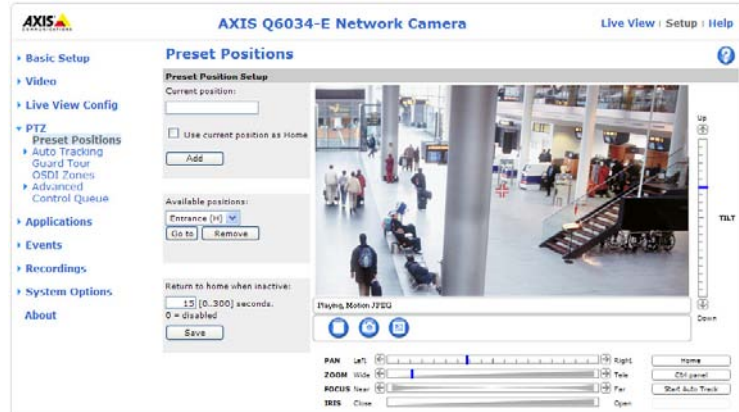 AXIS
COMMUNICATIONS
AXIS Q6034-E Network Camera
Live View | Setup | Help
Basic Setup
Video
Live View Config
PTZ
Preset Positions
Auto Tracking
Guard Tour
OSDI Zones
Advanced
Control Queue
Applications
Events
Recordings
System Options
About
Preset Positions
Preset Position Setup
Current position:
Use current position as Home
Add
Available positions:
Entrance (H)
Go to Remove
Return to home when inactive:
15 [0..300] seconds.
0 = disabled
Save
Playing, Motion JPEG
Up
TILT
Down
PAN Left Right Home
ZOOM Wide Tele Ctrl panel
FOCUS Near Far Start Auto Track
IRIS Close Open